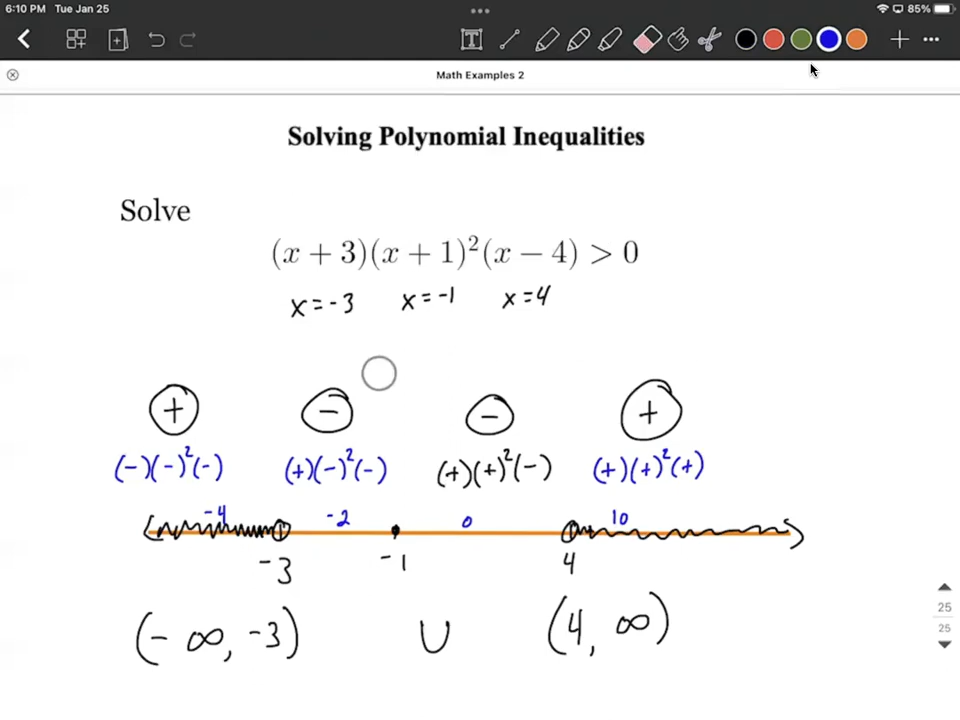 6:10 PM Tue Jan 25 85%
Math Examples 2
Solving Polynomial Inequalities
Solve
(x + 3)(x + 1)²(x − 4) > 0
x=-3 x=-1 x=4
+ − − +
(-)(-)²(-) (+)(-)²(-) (+)(+)²(-) (+)(+)²(+)
-4 -2 0 10
-3 -1 4
25
25
(-∞, -3) ∪ (4, ∞)